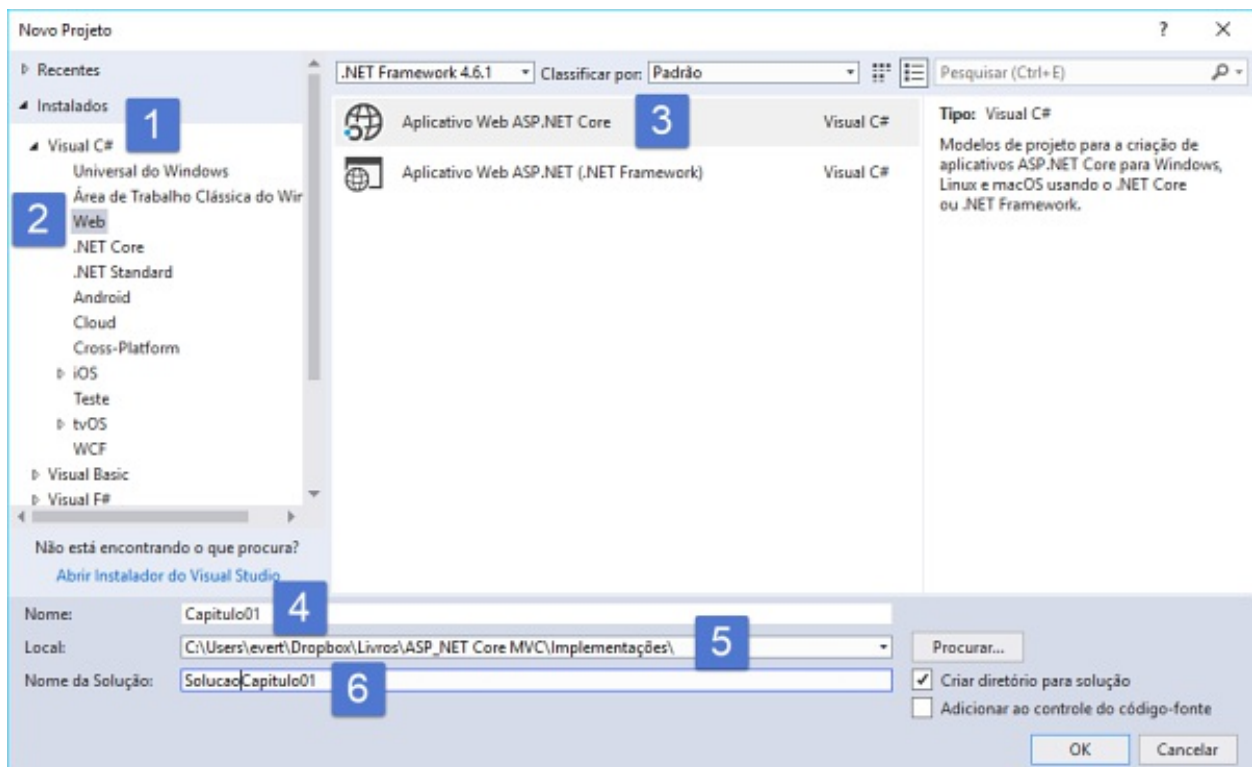 Novo Projeto
?
Recentes
Instalados
1
Visual C#
Universal do Windows
Área de Trabalho Clássica do Wir
2
Web
.NET Core
.NET Standard
Android
Cloud
Cross-Platform
iOS
Teste
tvOS
WCF
Visual Basic
Visual F#
Não está encontrando o que procura?
Abrir Instalador do Visual Studio
.NET Framework 4.6.1
Classificar por: Padrão
3
Aplicativo Web ASP.NET Core Visual C#
Aplicativo Web ASP.NET (.NET Framework) Visual C#
Pesquisar (Ctrl+E)
Tipo: Visual C#
Modelos de projeto para a criação de
aplicativos ASP.NET Core para Windows,
Linux e macOS usando o .NET Core
ou .NET Framework.
Nome: Capitulo01
4
Local: C:\Users\evert\Dropbox\Livros\ASP_NET Core MVC\Implementações\
5
Procurar...
Nome da Solução: SolucaoCapitulo01
6
Criar diretório para solução
Adicionar ao controle do código-fonte
OK Cancelar